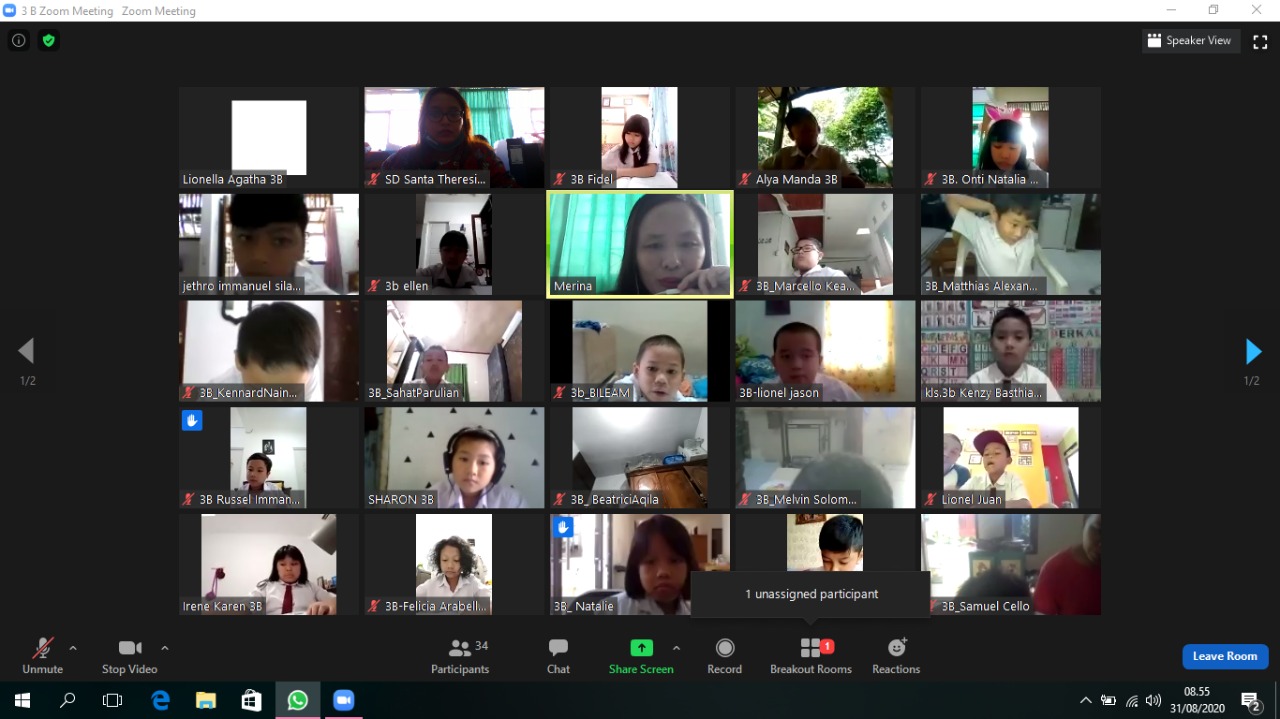 3 B Zoom Meeting Zoom Meeting
Speaker View
Lionella Agatha 3B
SD Santa Theresi...
3B Fidel
Alya Manda 3B
3B. Onti Natalia ...
jethro immanuel sila...
3b ellen
Merina
3B_Marcello Kea...
3B_Matthias Alexan...
3B_KennardNain...
3B_SahatParulian
3b_BILEAM
3B-lionel jason
kls.3b Kenzy Basthia...
1/2
1/2
3B Russel Imman...
SHARON 3B
3B_ BeatriciAqila
3B_Melvin Solom...
Lionel Juan
Irene Karen 3B
3B-Felicia Arabell...
3B_ Natalie
3B_Samuel Cello
1 unassigned participant
Unmute
Stop Video
Participants
34
Chat
Share Screen
Record
Breakout Rooms
1
Reactions
Leave Room
08.55
31/08/2020
2